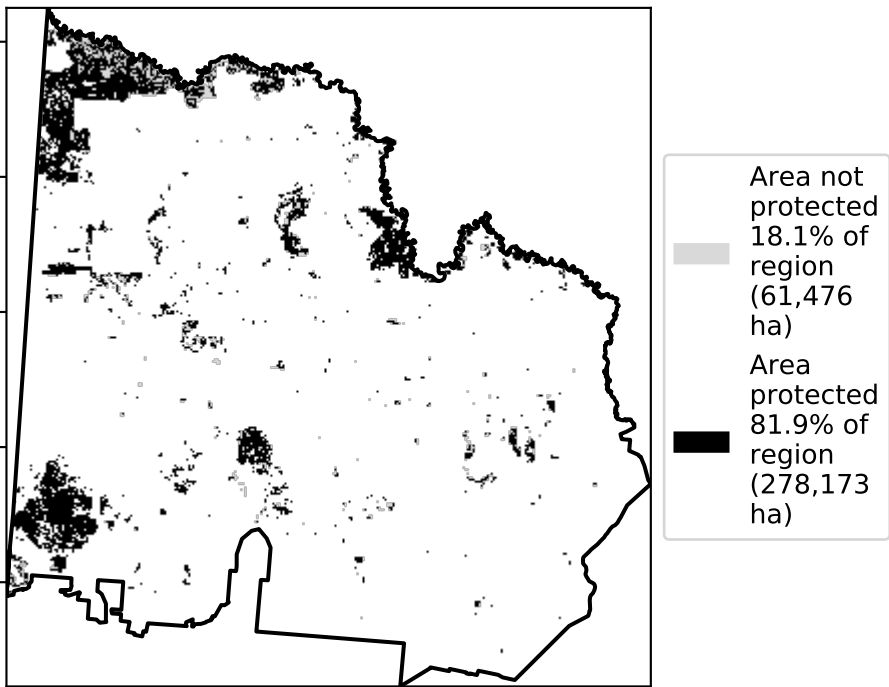 Area not
protected
18.1% of
region
(61,476
ha)
Area
protected
81.9% of
region
(278,173
ha)